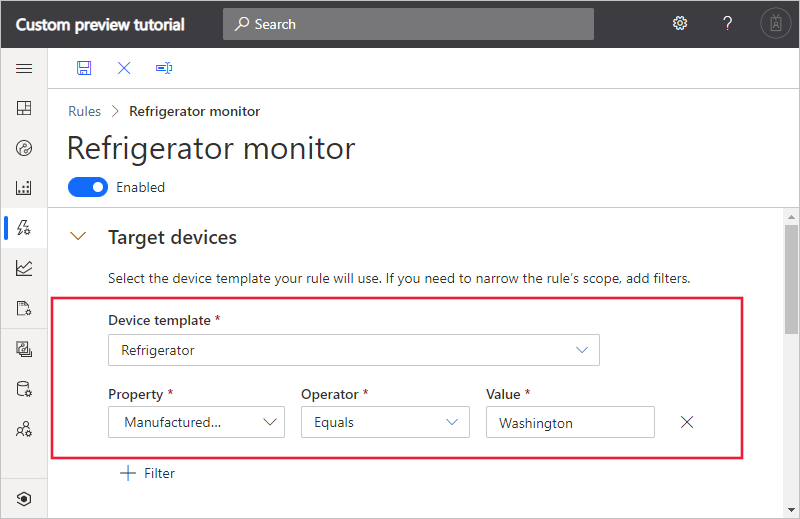 Custom preview tutorial
Search
?
Rules > Refrigerator monitor
Refrigerator monitor
Enabled
Target devices
Select the device template your rule will use. If you need to narrow the rule's scope, add filters.
Device template *
Refrigerator
Property * Operator * Value *
Manufactured... Equals Washington
+ Filter